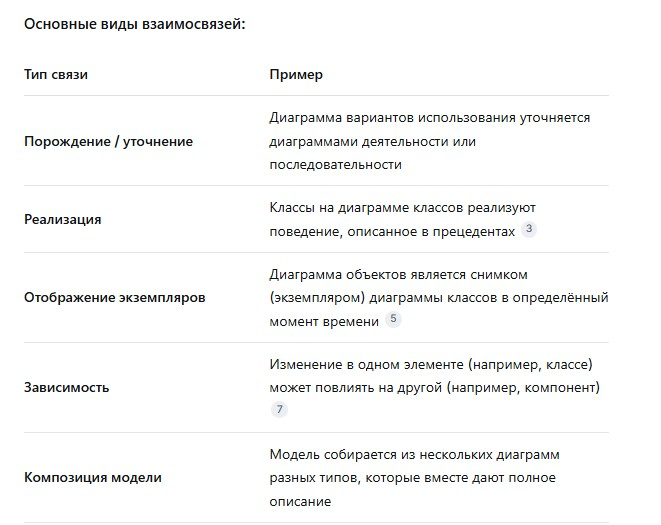 Основные виды взаимосвязей:
Тип связи Пример
Порождение / уточнение
Диаграмма вариантов использования уточняется
диаграммами деятельности или
последовательности
Реализация
Классы на диаграмме классов реализуют
поведение, описанное в прецедентах 3
Отображение экземпляров
Диаграмма объектов является снимком
(экземпляром) диаграммы классов в определённый
момент времени 5
Зависимость
Изменение в одном элементе (например, классе)
может повлиять на другой (например, компонент)
7
Композиция модели
Модель собирается из нескольких диаграмм
разных типов, которые вместе дают полное
описание